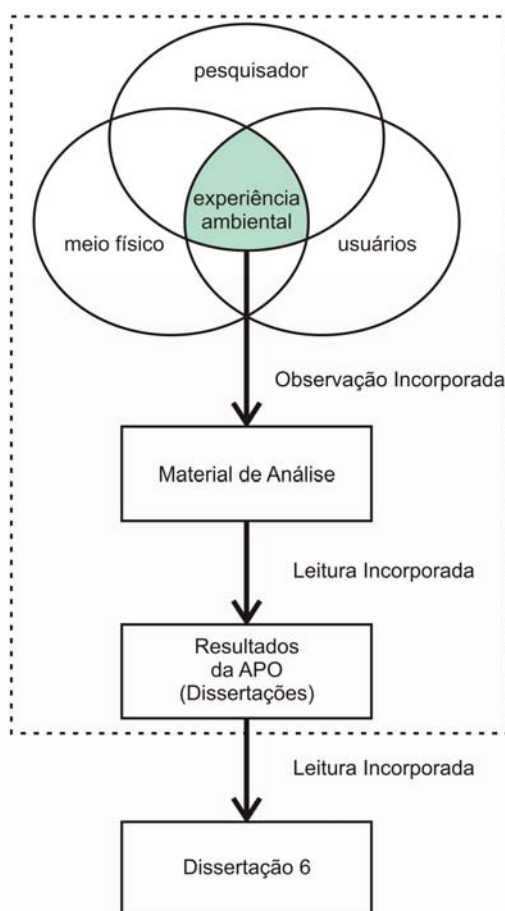 pesquisador
experiência
ambiental
meio físico
usuários
Observação Incorporada
Material de Análise
Leitura Incorporada
Resultados
da APO
(Dissertações)
Leitura Incorporada
Dissertação 6